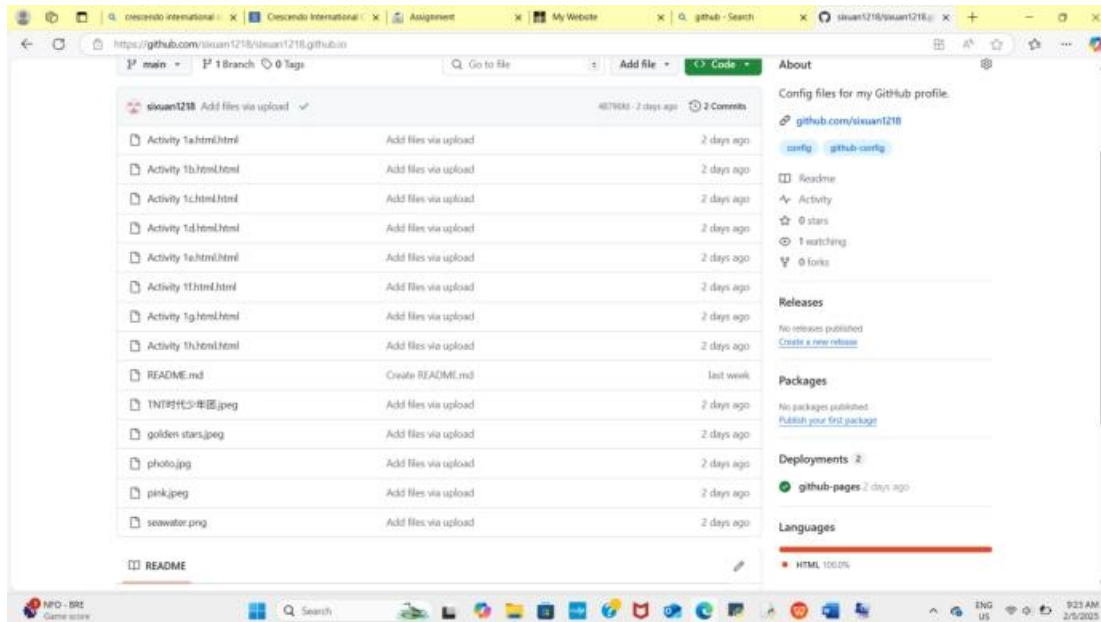 crescendo international
Crescendo International C
Assignment
My Website
github - Search
sixuan1218/sixuan1218.g
https://github.com/sixuan1218/sixuan1218.github.io
main
1 Branch
0 Tags
Go to file
t
Add file
Code
sixuan1218 Add files via upload
2 days ago
2 Commits
Activity 1a.html.html Add files via upload 2 days ago
Activity 1b.html.html Add files via upload 2 days ago
Activity 1c.html.html Add files via upload 2 days ago
Activity 1d.html.html Add files via upload 2 days ago
Activity 1e.html.html Add files via upload 2 days ago
Activity 1f.html.html Add files via upload 2 days ago
Activity 1g.html.html Add files via upload 2 days ago
Activity 1h.html.html Add files via upload 2 days ago
README.md Create README.md last week
TNT时代少年团.jpeg Add files via upload 2 days ago
golden stars.jpeg Add files via upload 2 days ago
photo.jpg Add files via upload 2 days ago
pink.jpeg Add files via upload 2 days ago
seawater.png Add files via upload 2 days ago
README
About
Config files for my GitHub profile.
github.com/sixuan1218
config github-config
Readme
Activity
0 stars
1 watching
0 forks
Releases
No releases published
Create a new release
Packages
No packages published
Publish your first package
Deployments 2
github-pages 2 days ago
Languages
HTML 100.0%
NFO - BRE
Game score
Search
ENG
US
9:23 AM
2/5/2025